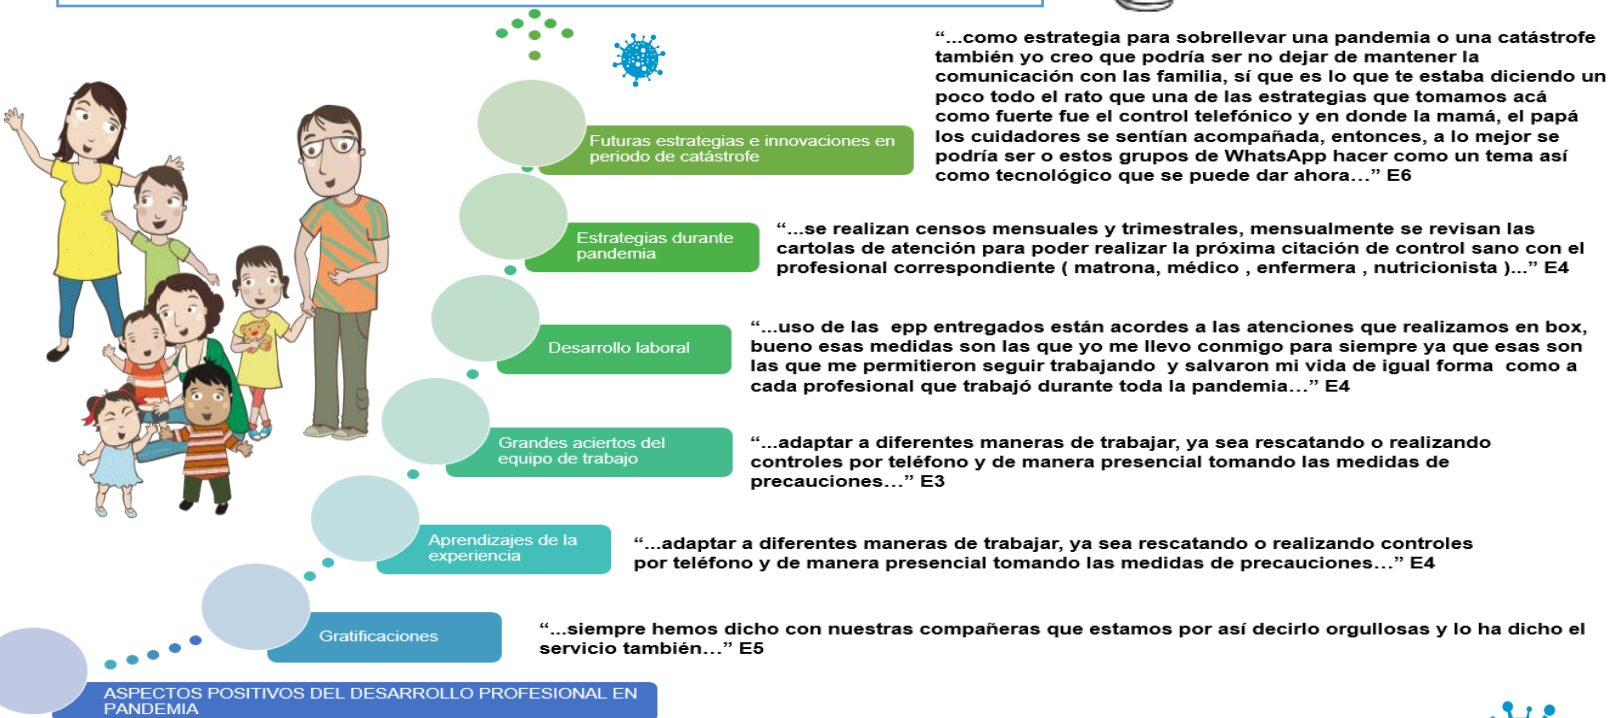 “...como estrategia para sobrellevar una pandemia o una catástrofe
también yo creo que podría ser no dejar de mantener la
comunicación con las familia, sí que es lo que te estaba diciendo un
poco todo el rato que una de las estrategias que tomamos acá
como fuerte fue el control telefónico y en donde la mamá, el papá
los cuidadores se sentían acompañada, entonces, a lo mejor se
podría ser o estos grupos de WhatsApp hacer como un tema así
como tecnológico que se puede dar ahora...” E6
Futuras estrategias e innovaciones en
periodo de catástrofe
“...se realizan censos mensuales y trimestrales, mensualmente se revisan las
cartolas de atención para poder realizar la próxima citación de control sano con el
profesional correspondiente ( matrona, médico , enfermera , nutricionista )...” E4
Estrategias durante
pandemia
“...uso de las  epp entregados están acordes a las atenciones que realizamos en box,
bueno esas medidas son las que yo me llevo conmigo para siempre ya que esas son
las que me permitieron seguir trabajando  y salvaron mi vida de igual forma  como a
cada profesional que trabajó durante toda la pandemia...” E4
Desarrollo laboral
“...adaptar a diferentes maneras de trabajar, ya sea rescatando o realizando
controles por teléfono y de manera presencial tomando las medidas de
precauciones...” E3
Grandes aciertos del
equipo de trabajo
“...adaptar a diferentes maneras de trabajar, ya sea rescatando o realizando controles
por teléfono y de manera presencial tomando las medidas de precauciones...” E4
Aprendizajes de la
experiencia
“...siempre hemos dicho con nuestras compañeras que estamos por así decirlo orgullosas y lo ha dicho el
servicio también...” E5
Gratificaciones
ASPECTOS POSITIVOS DEL DESARROLLO PROFESIONAL EN
PANDEMIA